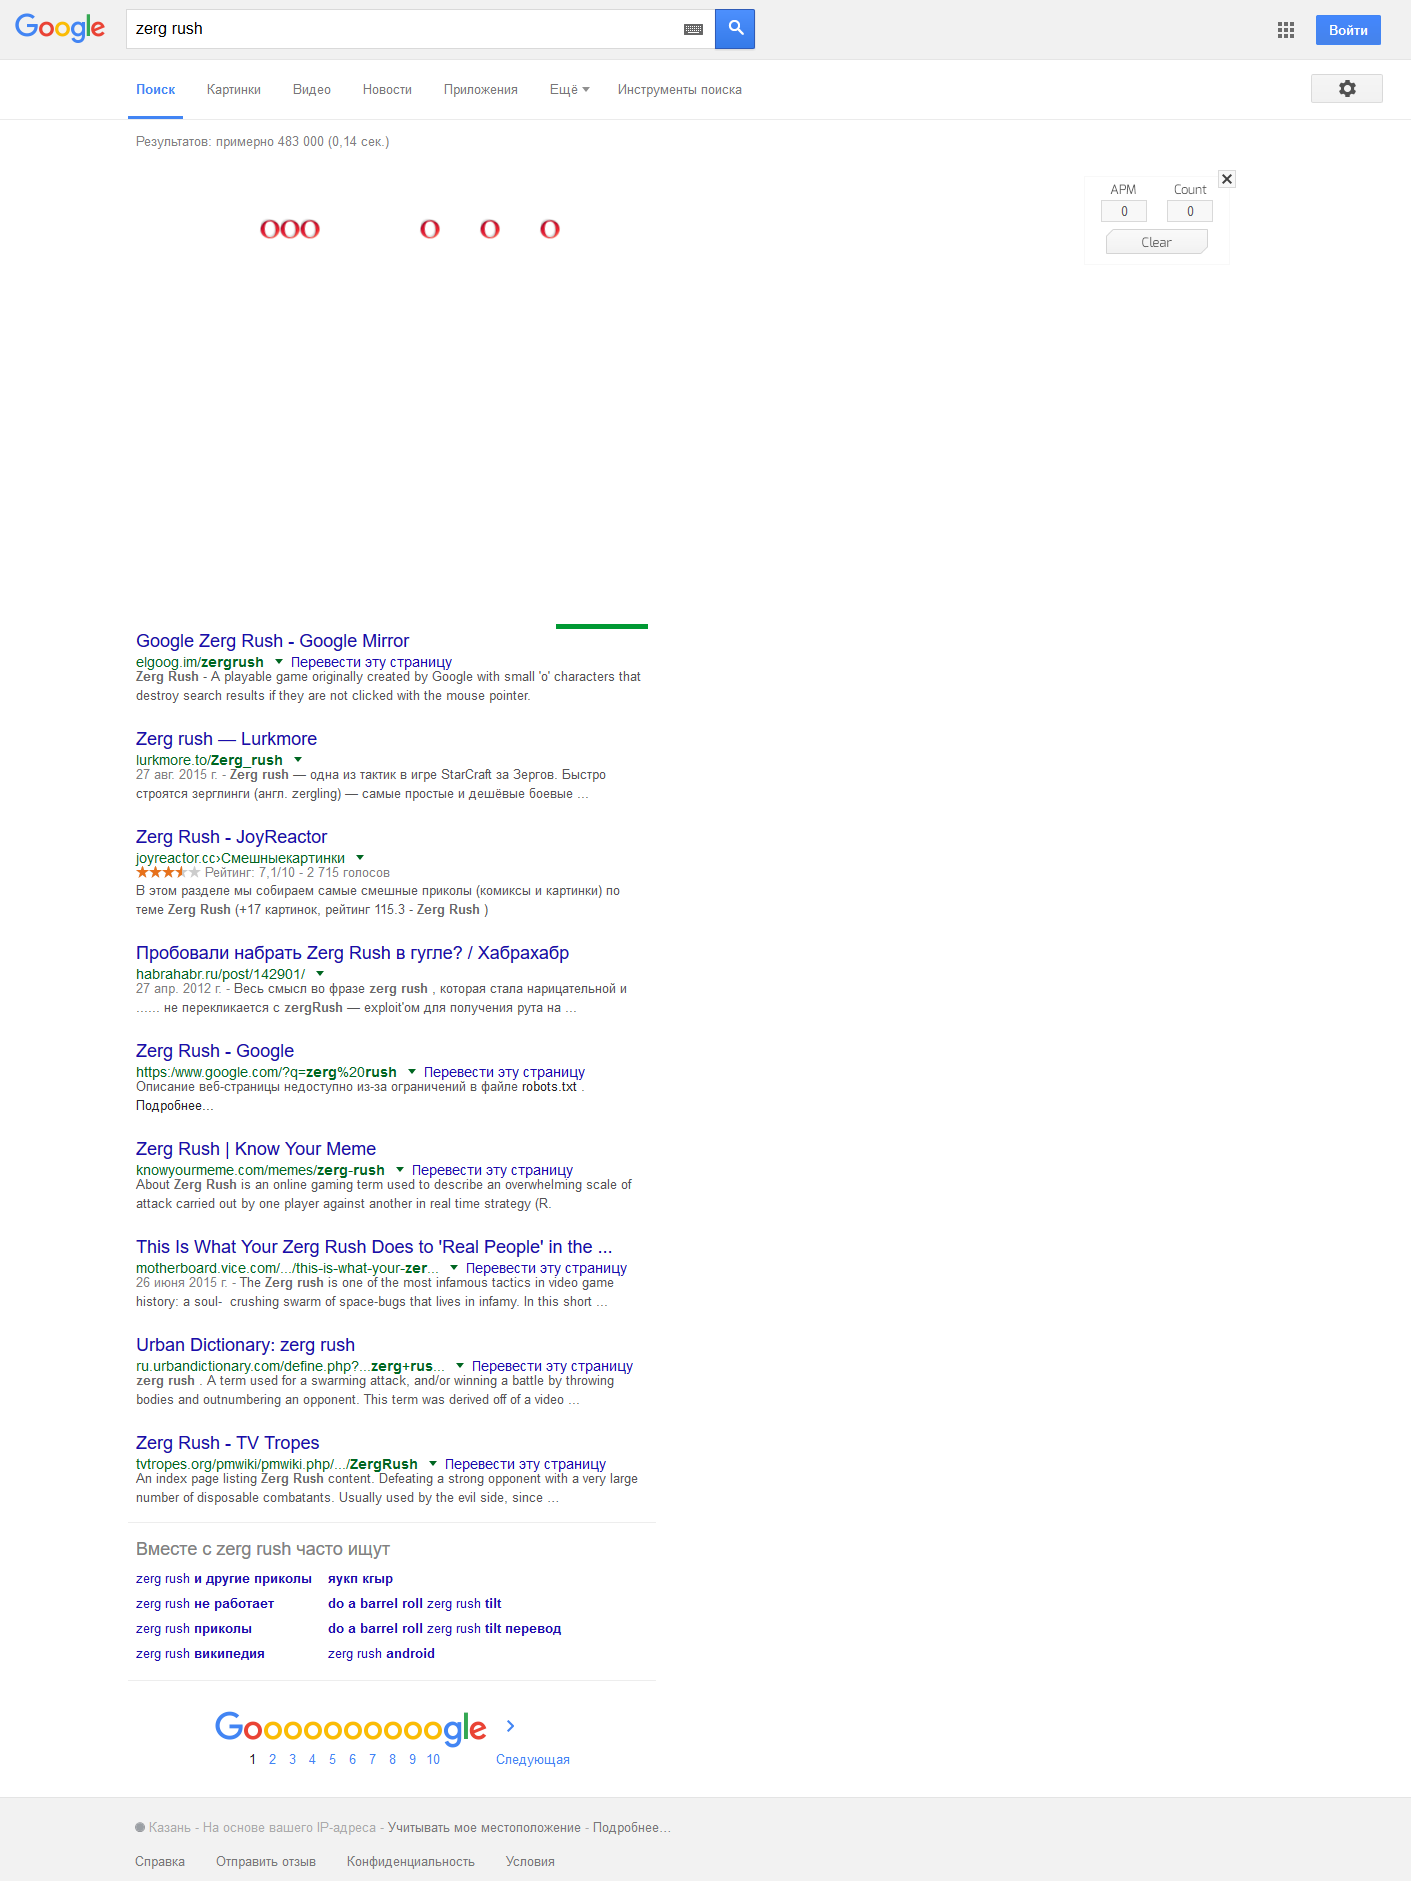 Google zerg rush Войти
Поиск Картинки Видео Новости Приложения Ещё Инструменты поиска
Результатов: примерно 483 000 (0,14 сек.)
APM Count
0 0
Clear
ooo o o o
Google Zerg Rush - Google Mirror
elgoog.im/zergrush Перевести эту страницу
Zerg Rush - A playable game originally created by Google with small 'o' characters that
destroy search results if they are not clicked with the mouse pointer.
Zerg rush — Lurkmore
lurkmore.to/Zerg_rush
27 авг. 2015 г. - Zerg rush — одна из тактик в игре StarCraft за Зергов. Быстро
строятся зерглинги (англ. zergling) — самые простые и дешёвые боевые ...
Zerg Rush - JoyReactor
joyreactor.cc›Смешныекартинки
Рейтинг: 7,1/10 - 2 715 голосов
В этом разделе мы собираем самые смешные приколы (комиксы и картинки) по
теме Zerg Rush (+17 картинок, рейтинг 115.3 - Zerg Rush )
Пробовали набрать Zerg Rush в гугле? / Хабрахабр
habrahabr.ru/post/142901/
27 апр. 2012 г. - Весь смысл во фразе zerg rush , которая стала нарицательной и
...... не перекликается с zergRush — exploit'ом для получения рута на ...
Zerg Rush - Google
https:/www.google.com/?q=zerg%20rush Перевести эту страницу
Описание веб-страницы недоступно из-за ограничений в файле robots.txt .
Подробнее...
Zerg Rush | Know Your Meme
knowyourmeme.com/memes/zerg-rush Перевести эту страницу
About Zerg Rush is an online gaming term used to describe an overwhelming scale of
attack carried out by one player against another in real time strategy (R.
This Is What Your Zerg Rush Does to 'Real People' in the ...
motherboard.vice.com/.../this-is-what-your-zer... Перевести эту страницу
26 июня 2015 г. - The Zerg rush is one of the most infamous tactics in video game
history: a soul- crushing swarm of space-bugs that lives in infamy. In this short ...
Urban Dictionary: zerg rush
ru.urbandictionary.com/define.php?...zerg+rus... Перевести эту страницу
zerg rush . A term used for a swarming attack, and/or winning a battle by throwing
bodies and outnumbering an opponent. This term was derived off of a video ...
Zerg Rush - TV Tropes
tvtropes.org/pmwiki/pmwiki.php/.../ZergRush Перевести эту страницу
An index page listing Zerg Rush content. Defeating a strong opponent with a very large
number of disposable combatants. Usually used by the evil side, since ...
Вместе с zerg rush часто ищут
zerg rush и другие приколы яукп кгыр
zerg rush не работает do a barrel roll zerg rush tilt
zerg rush приколы do a barrel roll zerg rush tilt перевод
zerg rush википедия zerg rush android
Goooooooooogle
1 2 3 4 5 6 7 8 9 10 Следующая
Казань - На основе вашего IP-адреса - Учитывать мое местоположение - Подробнее...
Справка Отправить отзыв Конфиденциальность Условия